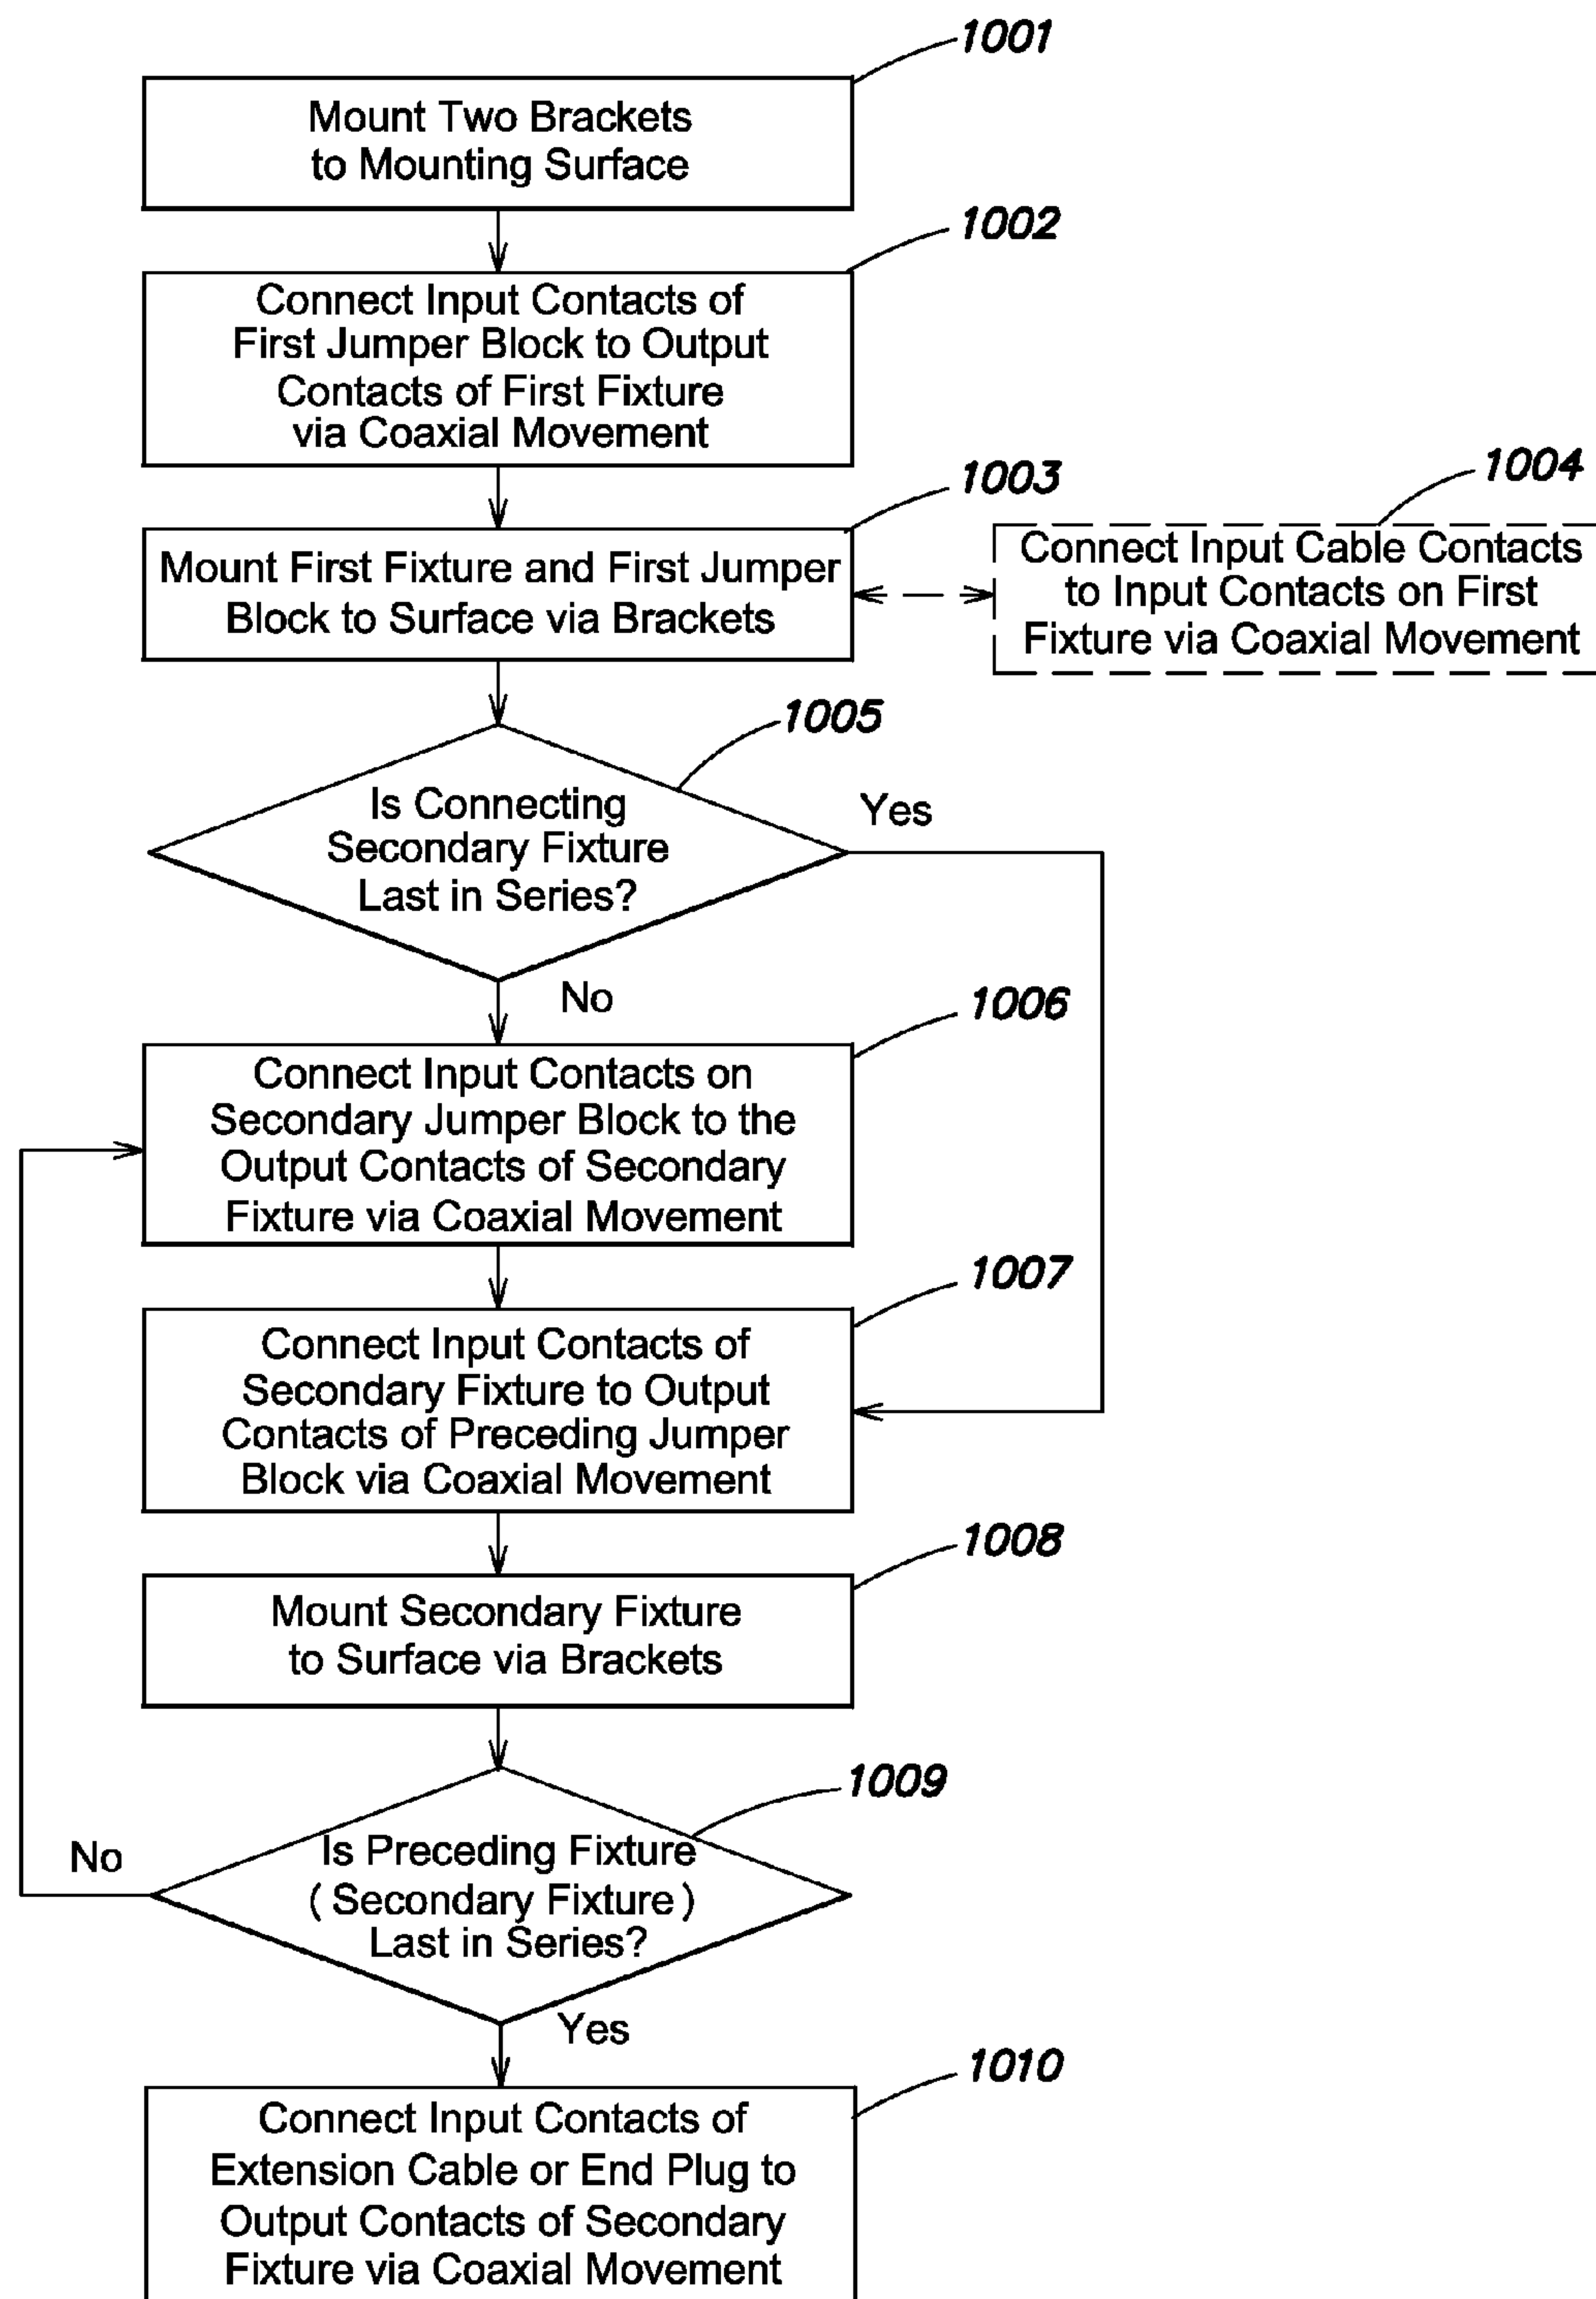 1001
Mount Two Brackets
to Mounting Surface
1002
Connect Input Contacts of
First Jumper Block to Output
Contacts of First Fixture
via Coaxial Movement
1003
Mount First Fixture and First Jumper
Block to Surface via Brackets
1004
Connect Input Cable Contacts
to Input Contacts on First
Fixture via Coaxial Movement
1005
Is Connecting
Secondary Fixture
Last in Series?
Yes
No
1006
Connect Input Contacts on
Secondary Jumper Block to the
Output Contacts of Secondary
Fixture via Coaxial Movement
1007
Connect Input Contacts of
Secondary Fixture to Output
Contacts of Preceding Jumper
Block via Coaxial Movement
1008
Mount Secondary Fixture
to Surface via Brackets
1009
Is Preceding Fixture
(Secondary Fixture)
Last in Series?
No
Yes
1010
Connect Input Contacts of
Extension Cable or End Plug to
Output Contacts of Secondary
Fixture via Coaxial Movement